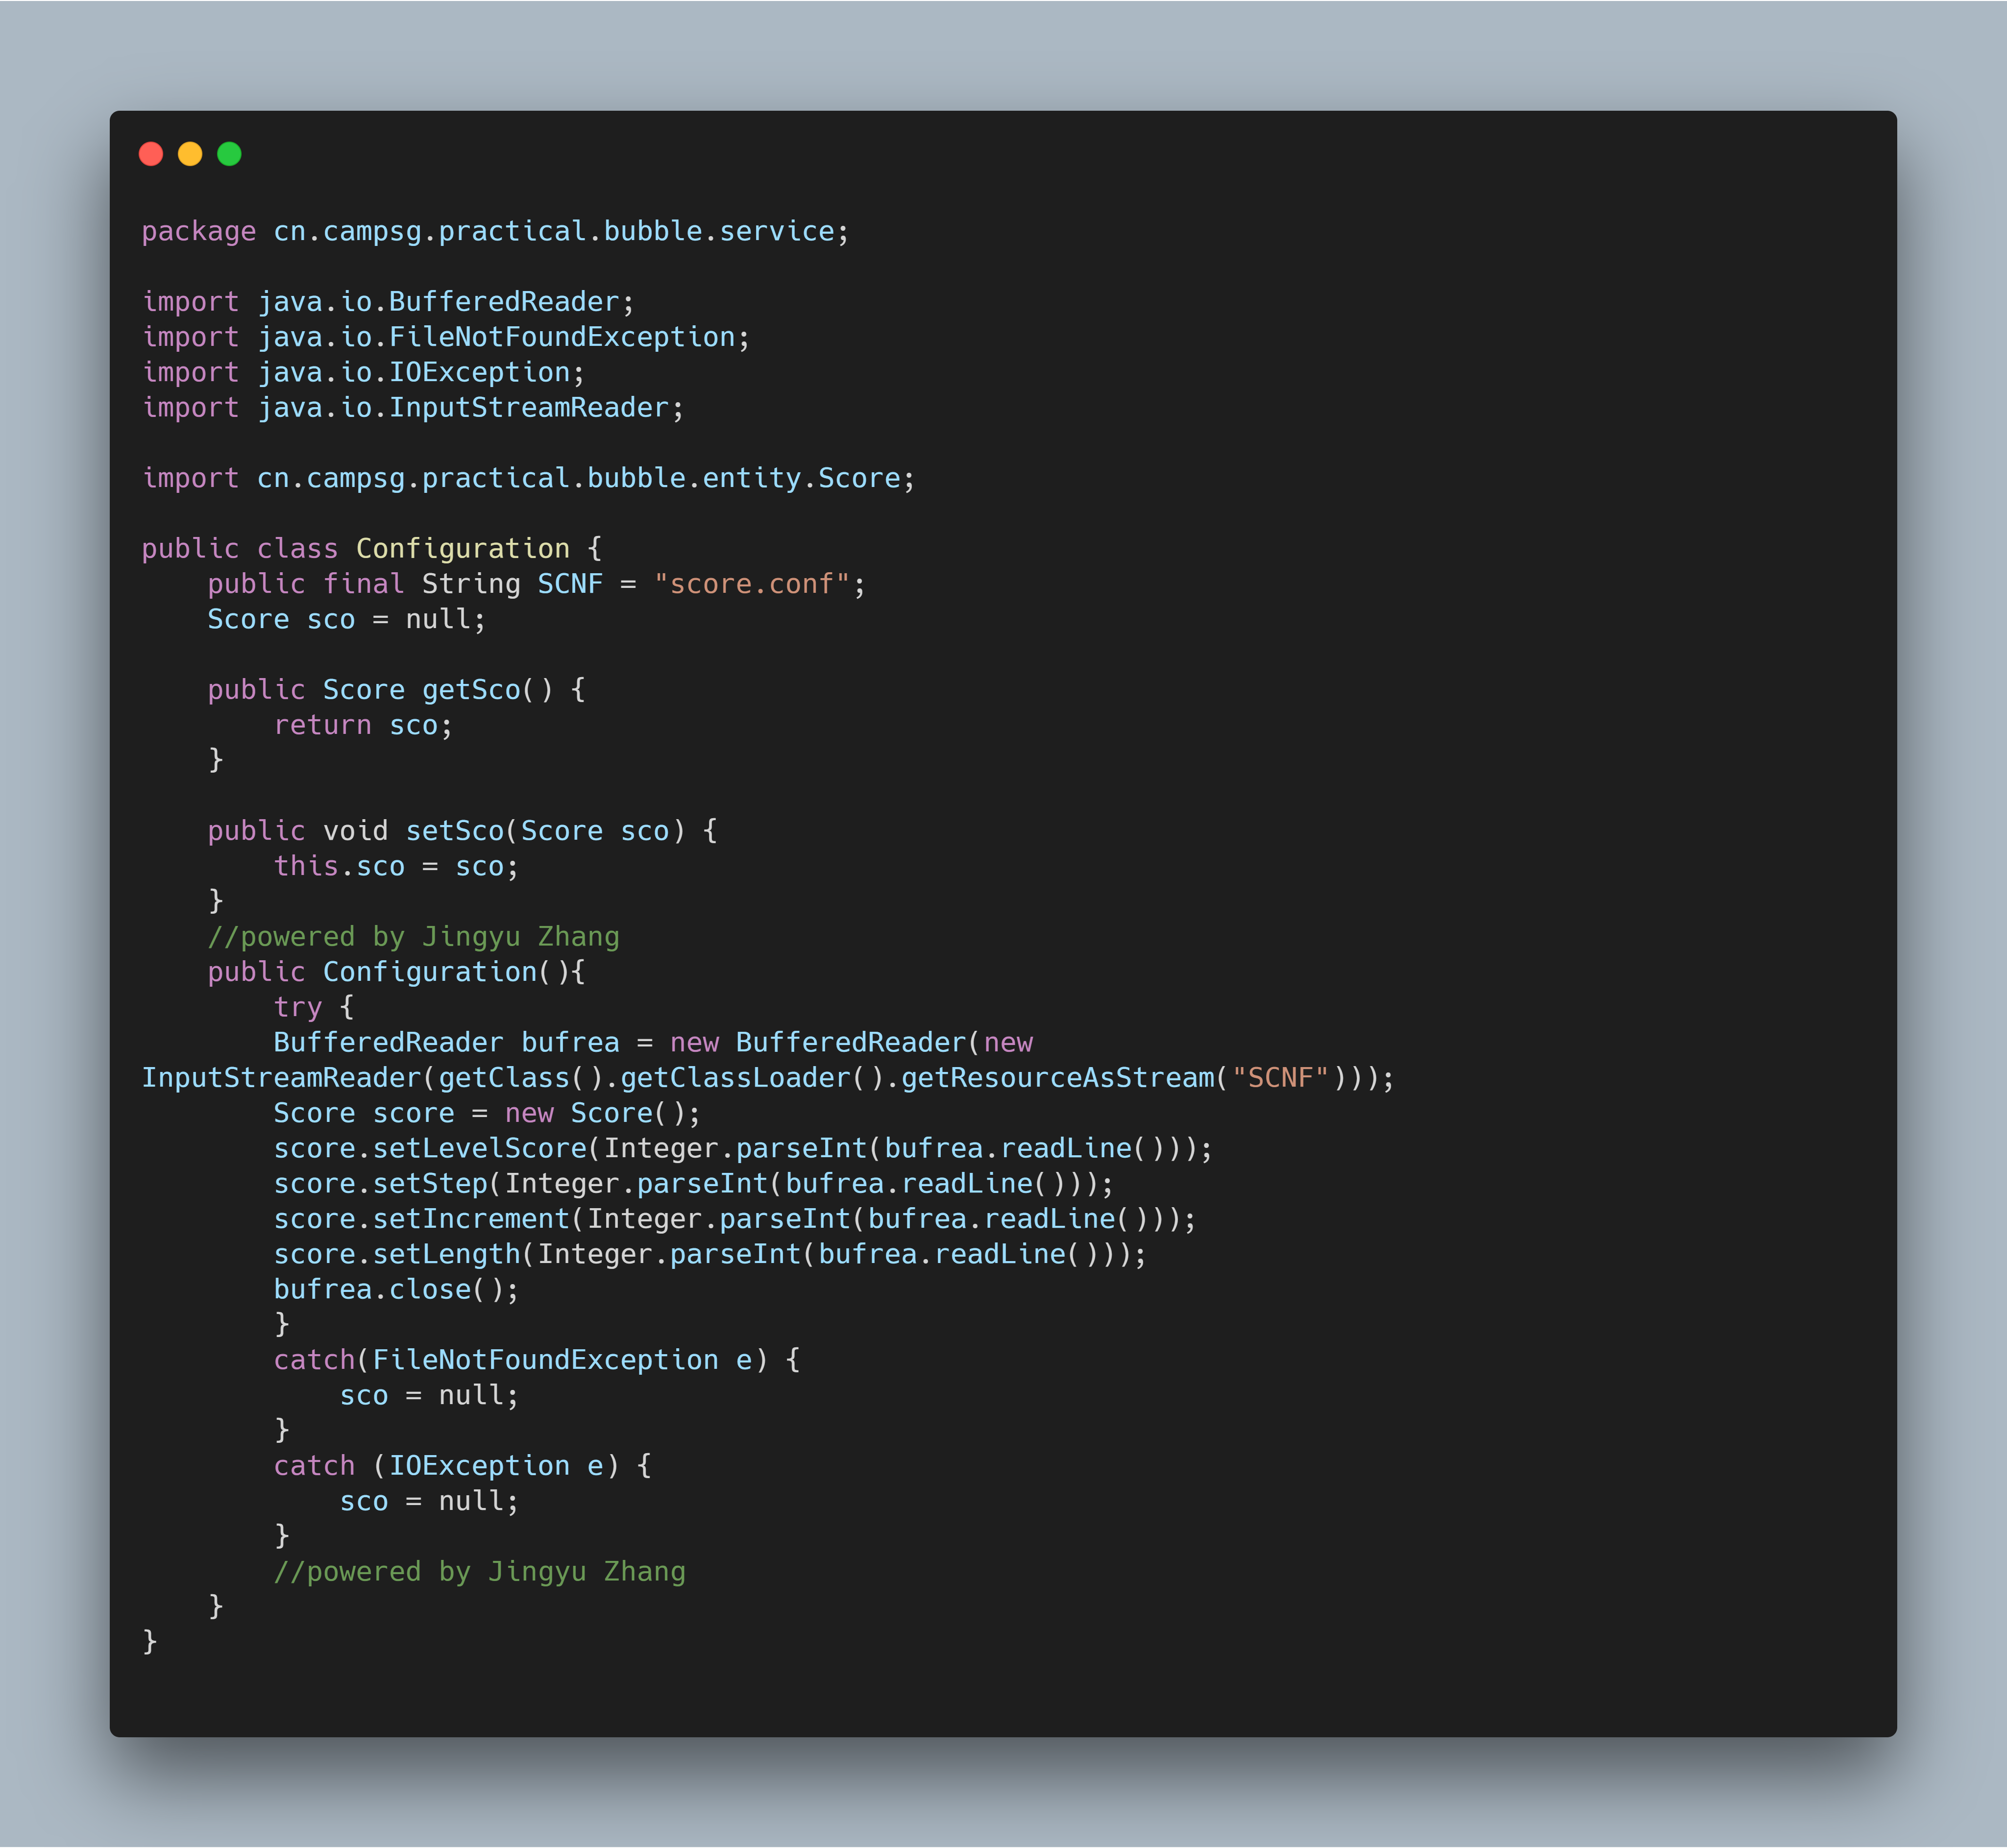 package cn.campsg.practical.bubble.service;

import java.io.BufferedReader;
import java.io.FileNotFoundException;
import java.io.IOException;
import java.io.InputStreamReader;

import cn.campsg.practical.bubble.entity.Score;

public class Configuration {
    public final String SCNF = "score.conf";
    Score sco = null;

    public Score getSco() {
        return sco;
    }

    public void setSco(Score sco) {
        this.sco = sco;
    }
    //powered by Jingyu Zhang
    public Configuration(){
        try {
        BufferedReader bufrea = new BufferedReader(new
InputStreamReader(getClass().getClassLoader().getResourceAsStream("SCNF")));
        Score score = new Score();
        score.setLevelScore(Integer.parseInt(bufrea.readLine()));
        score.setStep(Integer.parseInt(bufrea.readLine()));
        score.setIncrement(Integer.parseInt(bufrea.readLine()));
        score.setLength(Integer.parseInt(bufrea.readLine()));
        bufrea.close();
        }
        catch(FileNotFoundException e) {
            sco = null;
        }
        catch (IOException e) {
            sco = null;
        }
        //powered by Jingyu Zhang
    }
}